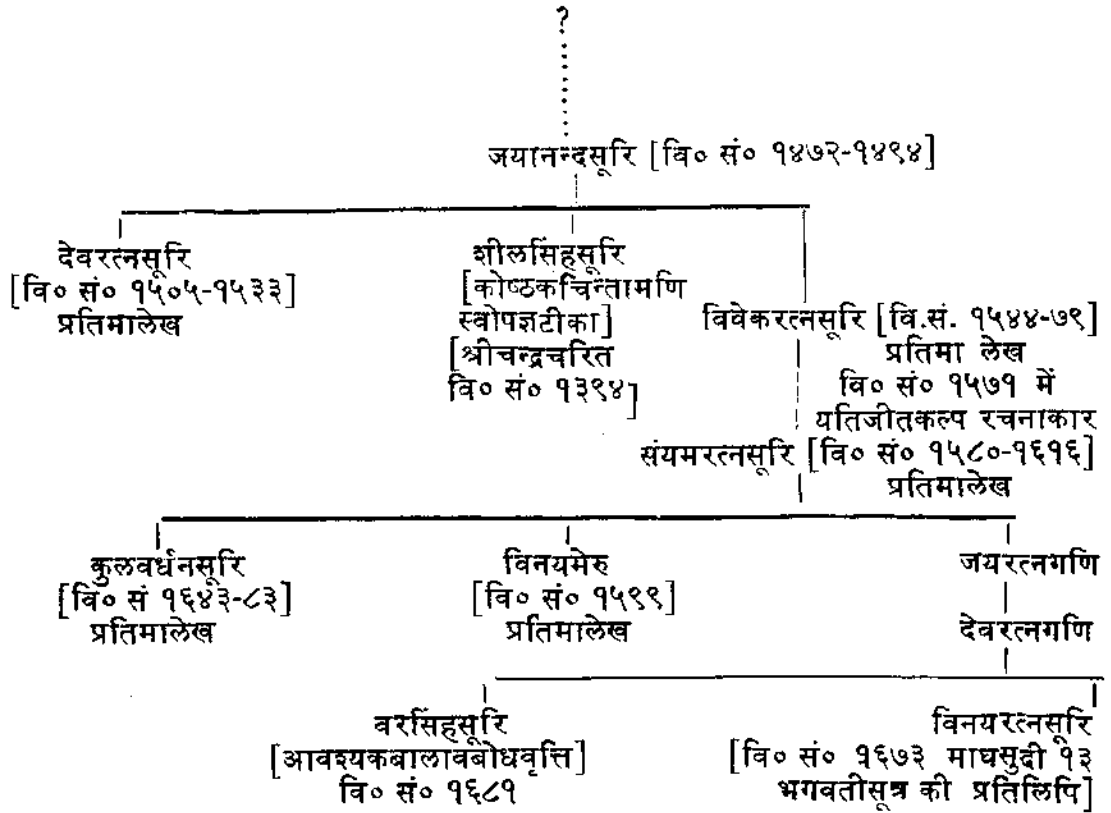 ?
जयानन्दसूरि [वि० सं० १४७२-१४९४]
देवरत्नसूरि
[वि० सं० १५०५-१५३३]
प्रतिमालेख
शीलसिंहसूरि
[कोष्ठकचिन्तामणि
स्वोपज्ञटीका]
[श्रीचन्द्रचरित
वि० सं० १३९४]
विवेकरत्नसूरि [वि.सं. १५४४-७९]
प्रतिमा लेख
वि० सं० १५७१ में
यतिजीतकल्प रचनाकार
संयमरत्नसूरि [वि० सं० १५८०-१६१६]
प्रतिमालेख
कुलवर्धनसूरि
[वि० सं १६४३-८३]
प्रतिमालेख
विनयमेरु
[वि० सं० १५९९]
प्रतिमालेख
जयरत्नगणि
देवरत्नगणि
वरसिंहसूरि
[आवश्यकबालावबोधवृत्ति]
वि० सं० १६८१
विनयरत्नसूरि
[वि० सं० १६७३ माघसुदी १३
भगवतीसूत्र की प्रतिलिपि]